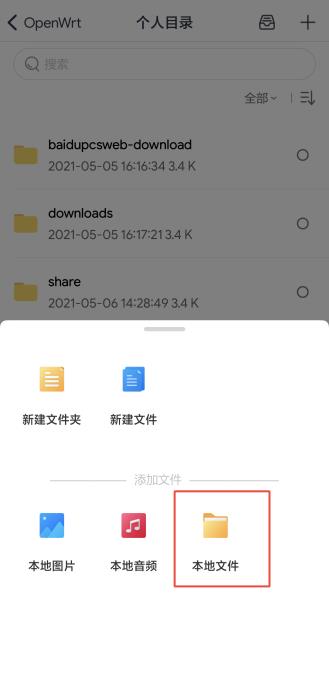 OpenWrt 个人目录
搜索
全部
baidupcsweb-download
2021-05-05 16:16:34 3.4 K
downloads
2021-05-05 16:17:21 3.4 K
share
2021-05-06 14:28:49 3.4 K
新建文件夹 新建文件
添加文件
本地图片 本地音频 本地文件